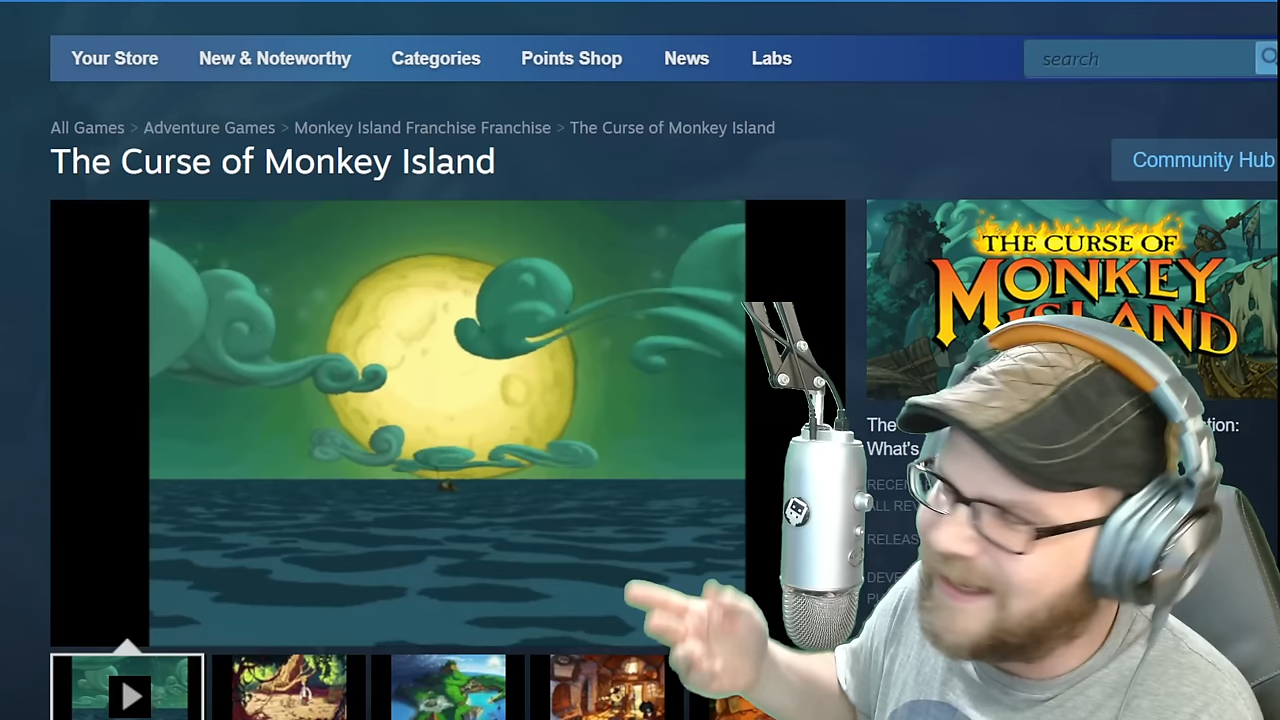 Your Store New & Noteworthy Categories Points Shop News Labs search
All Games > Adventure Games > Monkey Island Franchise Franchise > The Curse of Monkey Island
The Curse of Monkey Island
Community Hub
THE CURSE OF
MONKEY
ISLAND
The
What's